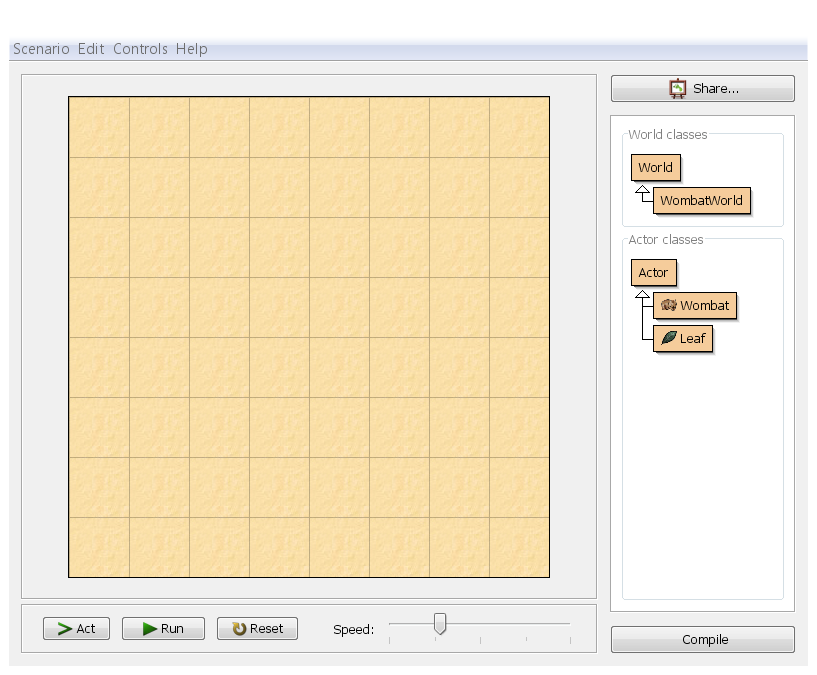 Scenario Edit Controls Help
Share...
World classes
World
WombatWorld
Actor classes
Actor
Wombat
Leaf
Act
Run
Reset
Speed:
Compile